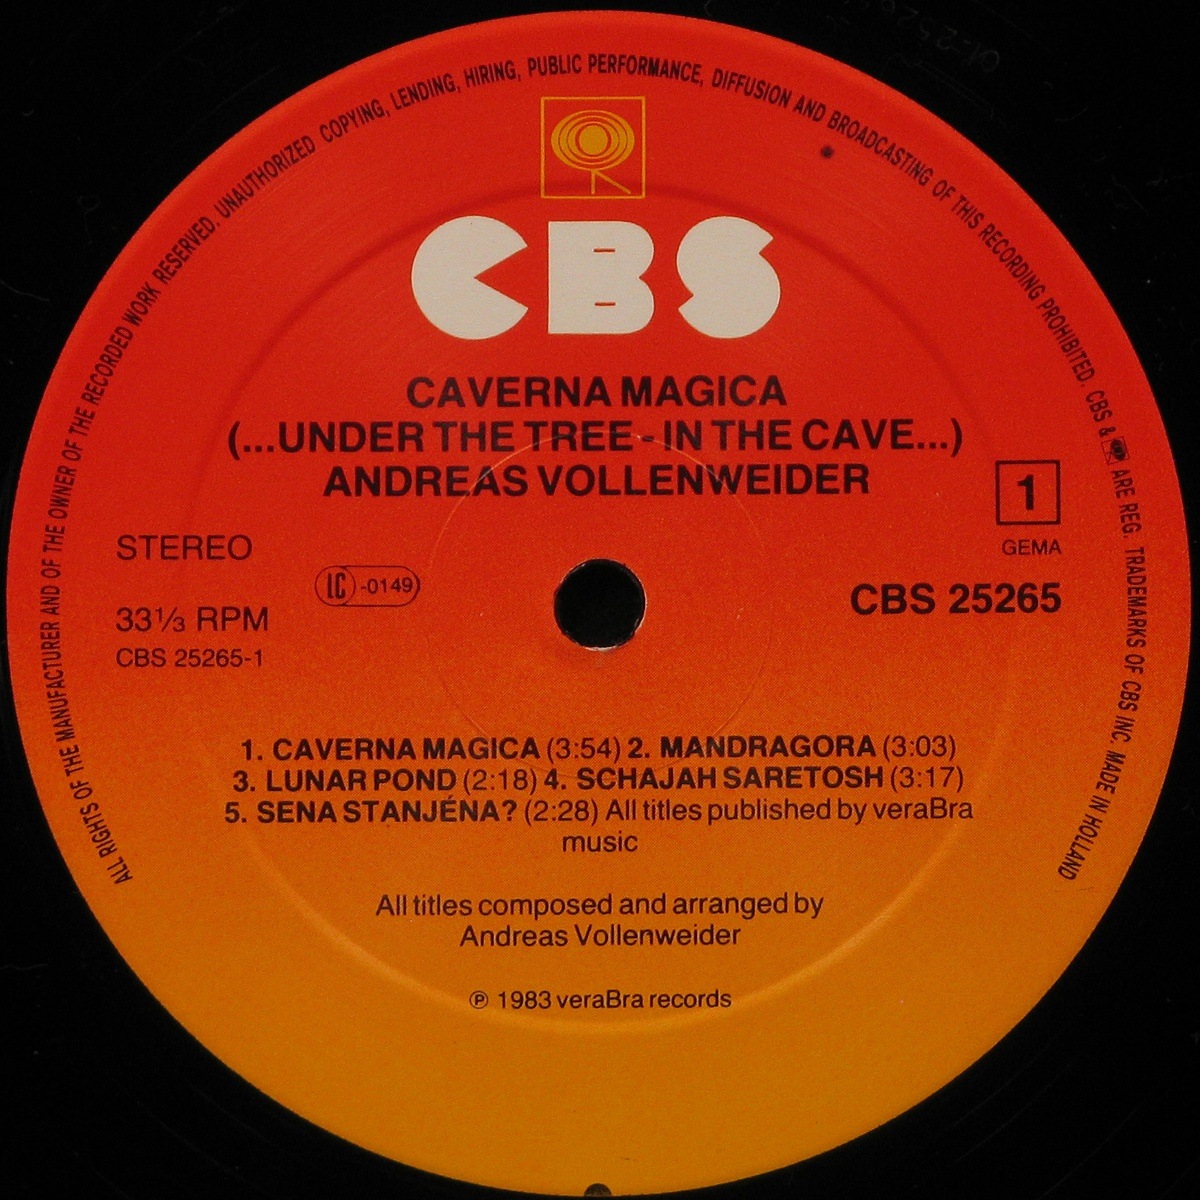 ALL RIGHTS OF THE MANUFACTURER AND OF THE OWNER OF THE RECORDED WORK RESERVED. UNAUTHORIZED COPYING, LENDING, HIRING, PUBLIC PERFORMANCE, DIFFUSION AND BROADCASTING OF THIS RECORDING PROHIBITED. CBS & ARE REG. TRADEMARKS OF CBS INC. MADE IN HOLLAND
CBS
CAVERNA MAGICA
(...UNDER THE TREE - IN THE CAVE...)
ANDREAS VOLLENWEIDER
1
STEREO
GEMA
LC -0149
CBS 25265
33⅓ RPM
CBS 25265-1
1. CAVERNA MAGICA (3:54) 2. MANDRAGORA (3:03)
3. LUNAR POND (2:18) 4. SCHAJAH SARETOSH (3:17)
5. SENA STANJÉNA? (2:28) All titles published by veraBra
music
All titles composed and arranged by
Andreas Vollenweider
℗ 1983 veraBra records